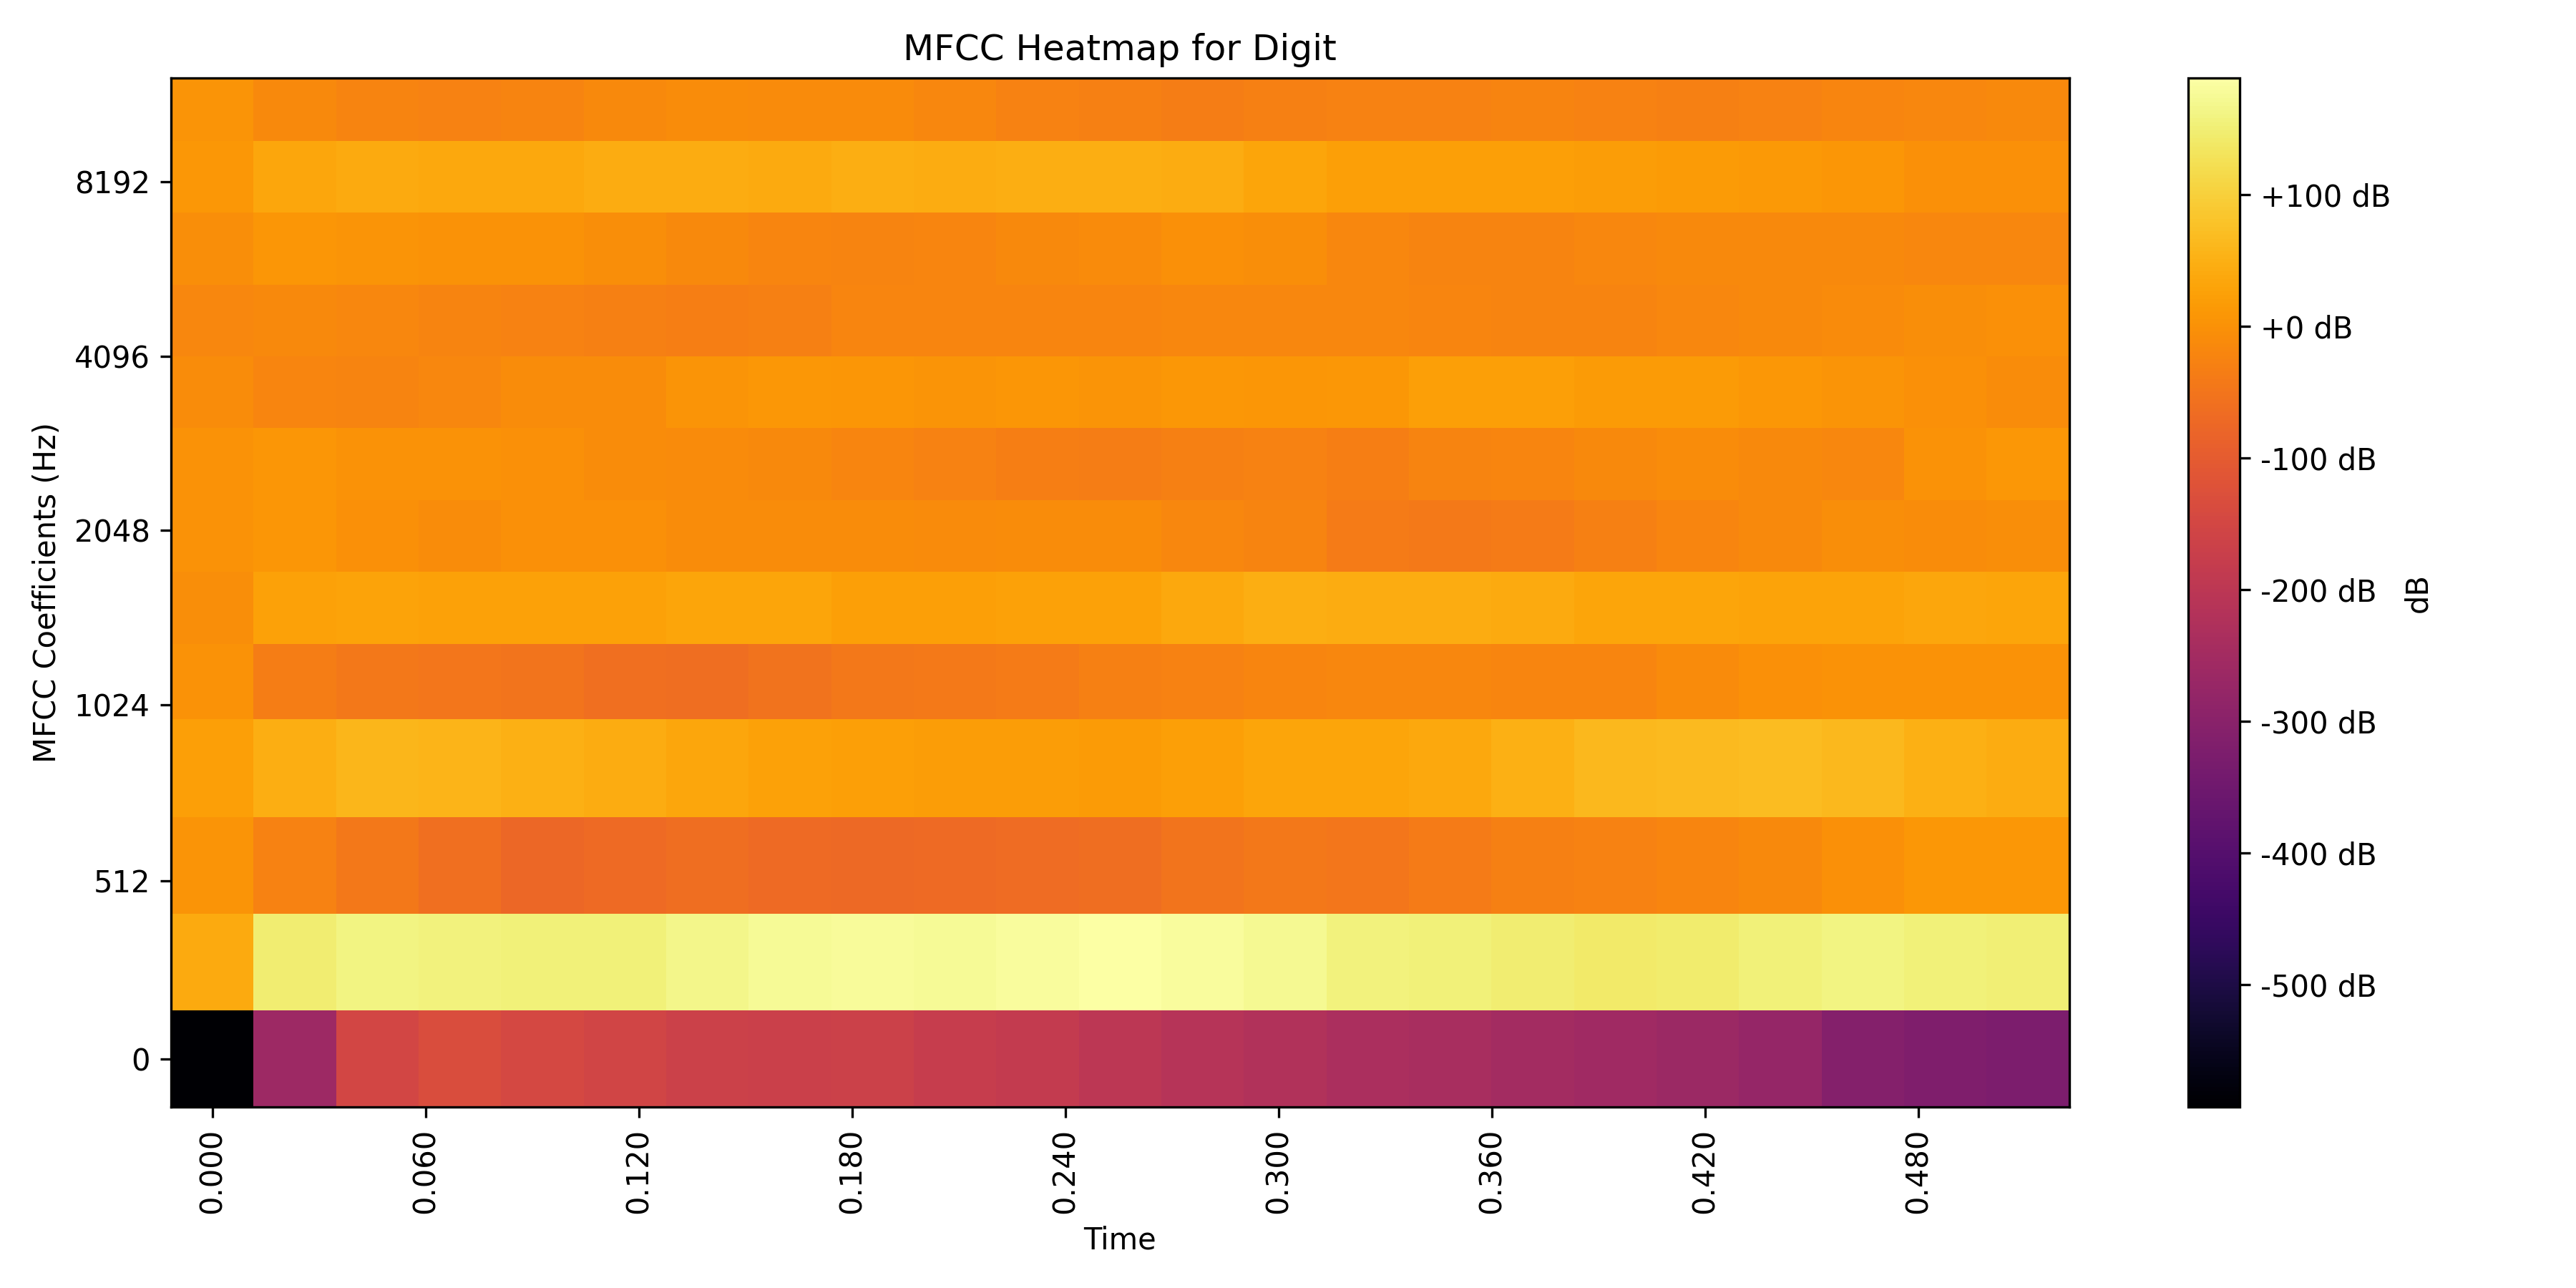 MFCC Heatmap for Digit
MFCC Coefficients (Hz)
8192
4096
2048
1024
512
0
0.000
0.060
0.120
0.180
0.240
0.300
0.360
0.420
0.480
Time
+100 dB
+0 dB
-100 dB
-200 dB
-300 dB
-400 dB
-500 dB
dB